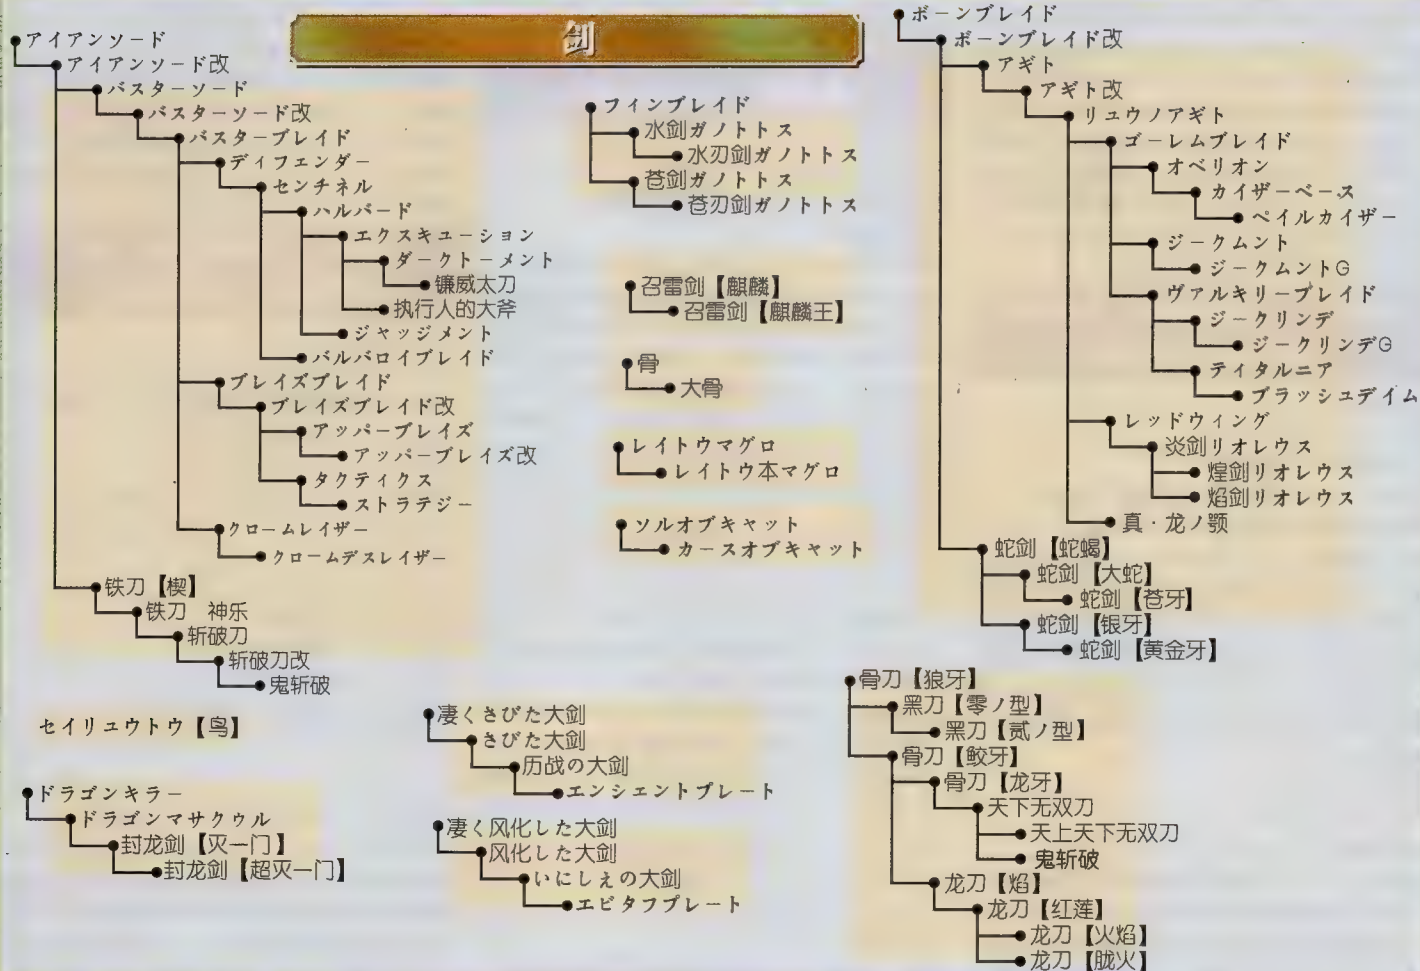 剑
アイアンソード
アイアンソード改
バスターソード
バスターソード改
バスターブレイド
ディフェンダー
センチネル
ハルバード
エクスキューション
ダークトーメント
镰威太刀
执行人的大斧
ジャッジメント
バルバロイブレイド
ブレイズブレイド
ブレイズブレイド改
アッパーブレイズ
アッパーブレイズ改
タクティクス
ストラテジー
クロームレイザー
クロームデスレイザー
铁刀【楔】
铁刀 神乐
斩破刀
斩破刀改
鬼斩破
セイリュウトウ【鸟】
ドラゴンキラー
ドラゴンマサクゥル
封龙剑【灭一门】
封龙剑【超灭一门】
フィンブレイド
水剑ガノトトス
水刃剑ガノトトス
苍剑ガノトトス
苍刃剑ガノトトス
召雷剑【麒麟】
召雷剑【麒麟王】
骨
大骨
レイトウマグロ
レイトウ本マグロ
ソルオブキャット
カースオブキャット
凄くさびた大剑
さびた大剑
历战の大剑
エンシェントプレート
凄く风化した大剑
风化した大剑
いにしぇの大剑
エピタフプレート
ボーンブレイド
ボーンブレイド改
アギト
アギト改
リュウノアギト
ゴーレムブレイド
オベリオン
カイザーベース
ペイルカイザー
ジークムント
ジークムントG
ヴァルキリーブレイド
ジークリンデ
ジークリンデG
ティタルニア
ブラッシュデイム
レッドウィング
炎剑リオレウス
煌剑リオレウス
焰剑リオレウス
真·龙ノ颚
蛇剑【蛇蝎】
蛇剑【大蛇】
蛇剑【苍牙】
蛇剑【银牙】
蛇剑【黄金牙】
骨刀【狼牙】
黑刀【零ノ型】
黑刀【贰ノ型】
骨刀【鲛牙】
骨刀【龙牙】
天下无双刀
天上天下无双刀
鬼斩破
龙刀【焰】
龙刀【红莲】
龙刀【火焰】
龙刀【胧火】